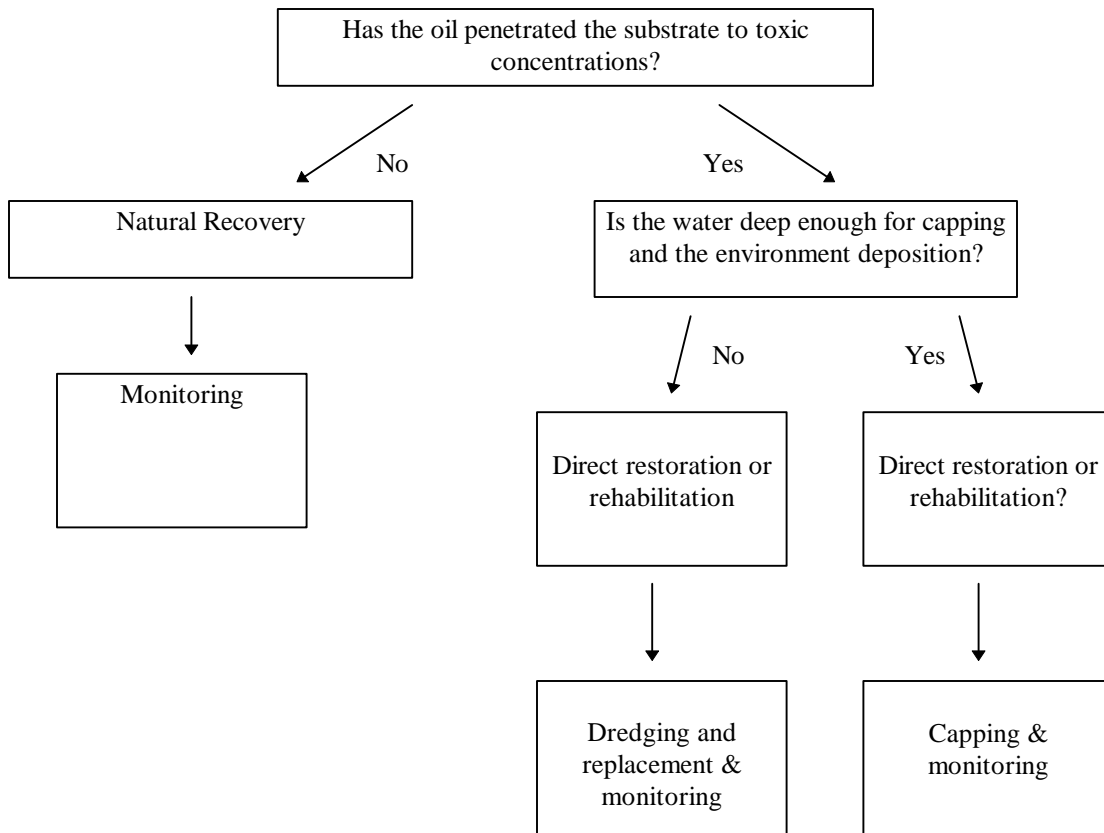 Has the oil penetrated the substrate to toxic
concentrations?
No
Yes
Natural Recovery
Is the water deep enough for capping
and the environment deposition?
Monitoring
No
Yes
Direct restoration or
rehabilitation
Direct restoration or
rehabilitation?
Dredging and
replacement &
monitoring
Capping &
monitoring